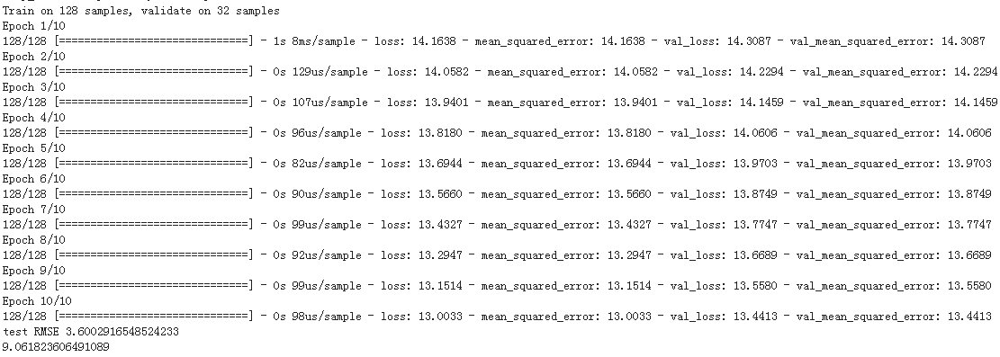 Train on 128 samples, validate on 32 samples
Epoch 1/10
128/128 [==============================] - 1s 8ms/sample - loss: 14.1638 - mean_squared_error: 14.1638 - val_loss: 14.3087 - val_mean_squared_error: 14.3087
Epoch 2/10
128/128 [==============================] - 0s 129us/sample - loss: 14.0582 - mean_squared_error: 14.0582 - val_loss: 14.2294 - val_mean_squared_error: 14.2294
Epoch 3/10
128/128 [==============================] - 0s 107us/sample - loss: 13.9401 - mean_squared_error: 13.9401 - val_loss: 14.1459 - val_mean_squared_error: 14.1459
Epoch 4/10
128/128 [==============================] - 0s 96us/sample - loss: 13.8180 - mean_squared_error: 13.8180 - val_loss: 14.0606 - val_mean_squared_error: 14.0606
Epoch 5/10
128/128 [==============================] - 0s 82us/sample - loss: 13.6944 - mean_squared_error: 13.6944 - val_loss: 13.9703 - val_mean_squared_error: 13.9703
Epoch 6/10
128/128 [==============================] - 0s 90us/sample - loss: 13.5660 - mean_squared_error: 13.5660 - val_loss: 13.8749 - val_mean_squared_error: 13.8749
Epoch 7/10
128/128 [==============================] - 0s 99us/sample - loss: 13.4327 - mean_squared_error: 13.4327 - val_loss: 13.7747 - val_mean_squared_error: 13.7747
Epoch 8/10
128/128 [==============================] - 0s 92us/sample - loss: 13.2947 - mean_squared_error: 13.2947 - val_loss: 13.6689 - val_mean_squared_error: 13.6689
Epoch 9/10
128/128 [==============================] - 0s 99us/sample - loss: 13.1514 - mean_squared_error: 13.1514 - val_loss: 13.5580 - val_mean_squared_error: 13.5580
Epoch 10/10
128/128 [==============================] - 0s 98us/sample - loss: 13.0033 - mean_squared_error: 13.0033 - val_loss: 13.4413 - val_mean_squared_error: 13.4413
test RMSE 3.6002916548524233
9.061823606491089